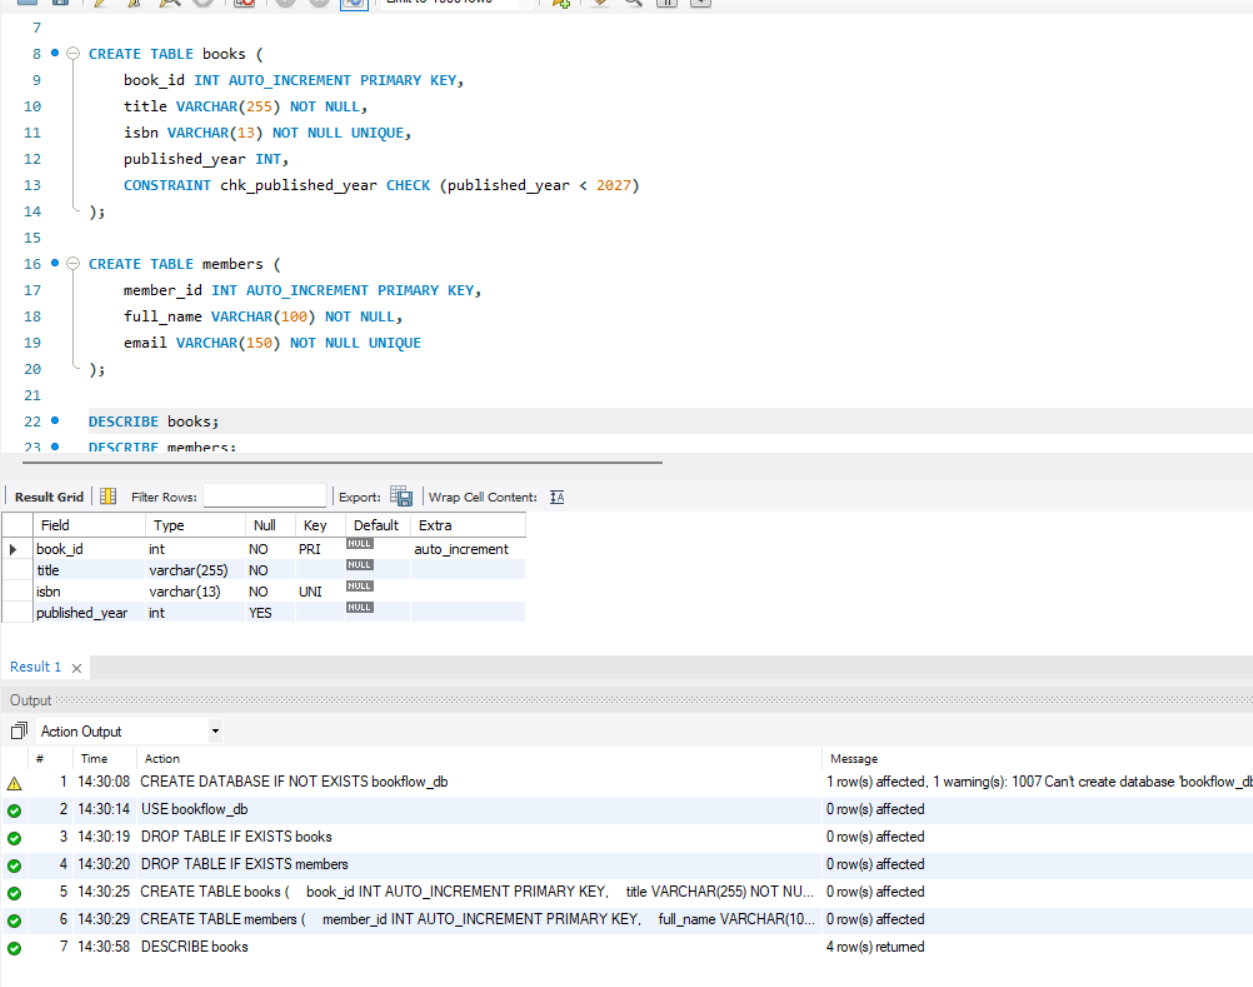 7
8 CREATE TABLE books (
9 book_id INT AUTO_INCREMENT PRIMARY KEY,
10 title VARCHAR(255) NOT NULL,
11 isbn VARCHAR(13) NOT NULL UNIQUE,
12 published_year INT,
13 CONSTRAINT chk_published_year CHECK (published_year < 2027)
14 );
15
16 CREATE TABLE members (
17 member_id INT AUTO_INCREMENT PRIMARY KEY,
18 full_name VARCHAR(100) NOT NULL,
19 email VARCHAR(150) NOT NULL UNIQUE
20 );
21
22 DESCRIBE books;
23 DESCRIBE members;
Result Grid Filter Rows: Export: Wrap Cell Content: IA
Field Type Null Key Default Extra
book_id int NO PRI NULL auto_increment
title varchar(255) NO NULL
isbn varchar(13) NO UNI NULL
published_year int YES NULL
Result 1
Output
Action Output
# Time Action Message
1 14:30:08 CREATE DATABASE IF NOT EXISTS bookflow_db 1 row(s) affected, 1 warning(s): 1007 Can't create database 'bookflow_db
2 14:30:14 USE bookflow_db 0 row(s) affected
3 14:30:19 DROP TABLE IF EXISTS books 0 row(s) affected
4 14:30:20 DROP TABLE IF EXISTS members 0 row(s) affected
5 14:30:25 CREATE TABLE books ( book_id INT AUTO_INCREMENT PRIMARY KEY, title VARCHAR(255) NOT NU... 0 row(s) affected
6 14:30:29 CREATE TABLE members ( member_id INT AUTO_INCREMENT PRIMARY KEY, full_name VARCHAR(10... 0 row(s) affected
7 14:30:58 DESCRIBE books 4 row(s) returned